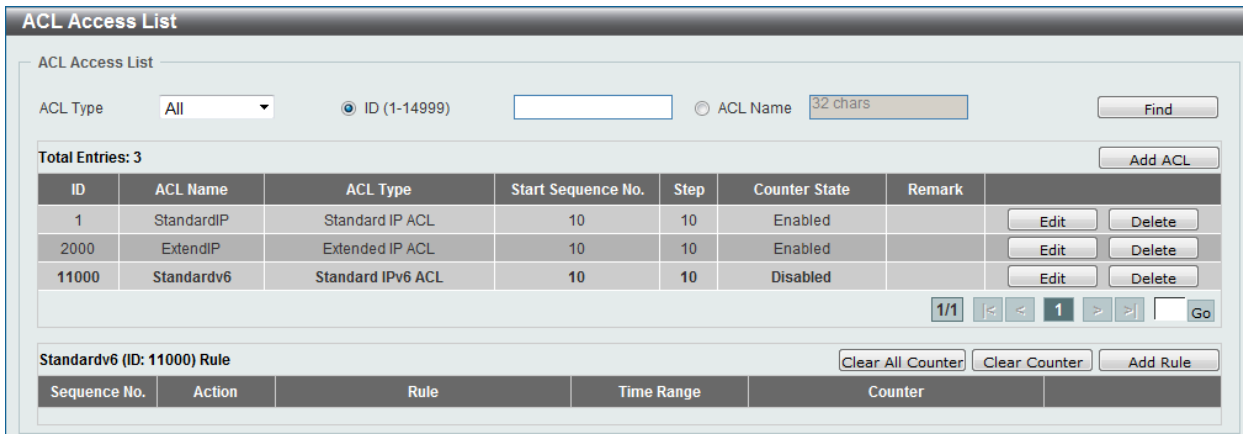 ACL Access List
ACL Access List
ACL Type All ID (1-14999) ACL Name 32 chars Find
Total Entries: 3 Add ACL
ID ACL Name ACL Type Start Sequence No. Step Counter State Remark
1 StandardIP Standard IP ACL 10 10 Enabled Edit Delete
2000 ExtendIP Extended IP ACL 10 10 Enabled Edit Delete
11000 Standardv6 Standard IPv6 ACL 10 10 Disabled Edit Delete
1/1 |< < 1 > >| Go
Standardv6 (ID: 11000) Rule Clear All Counter Clear Counter Add Rule
Sequence No. Action Rule Time Range Counter